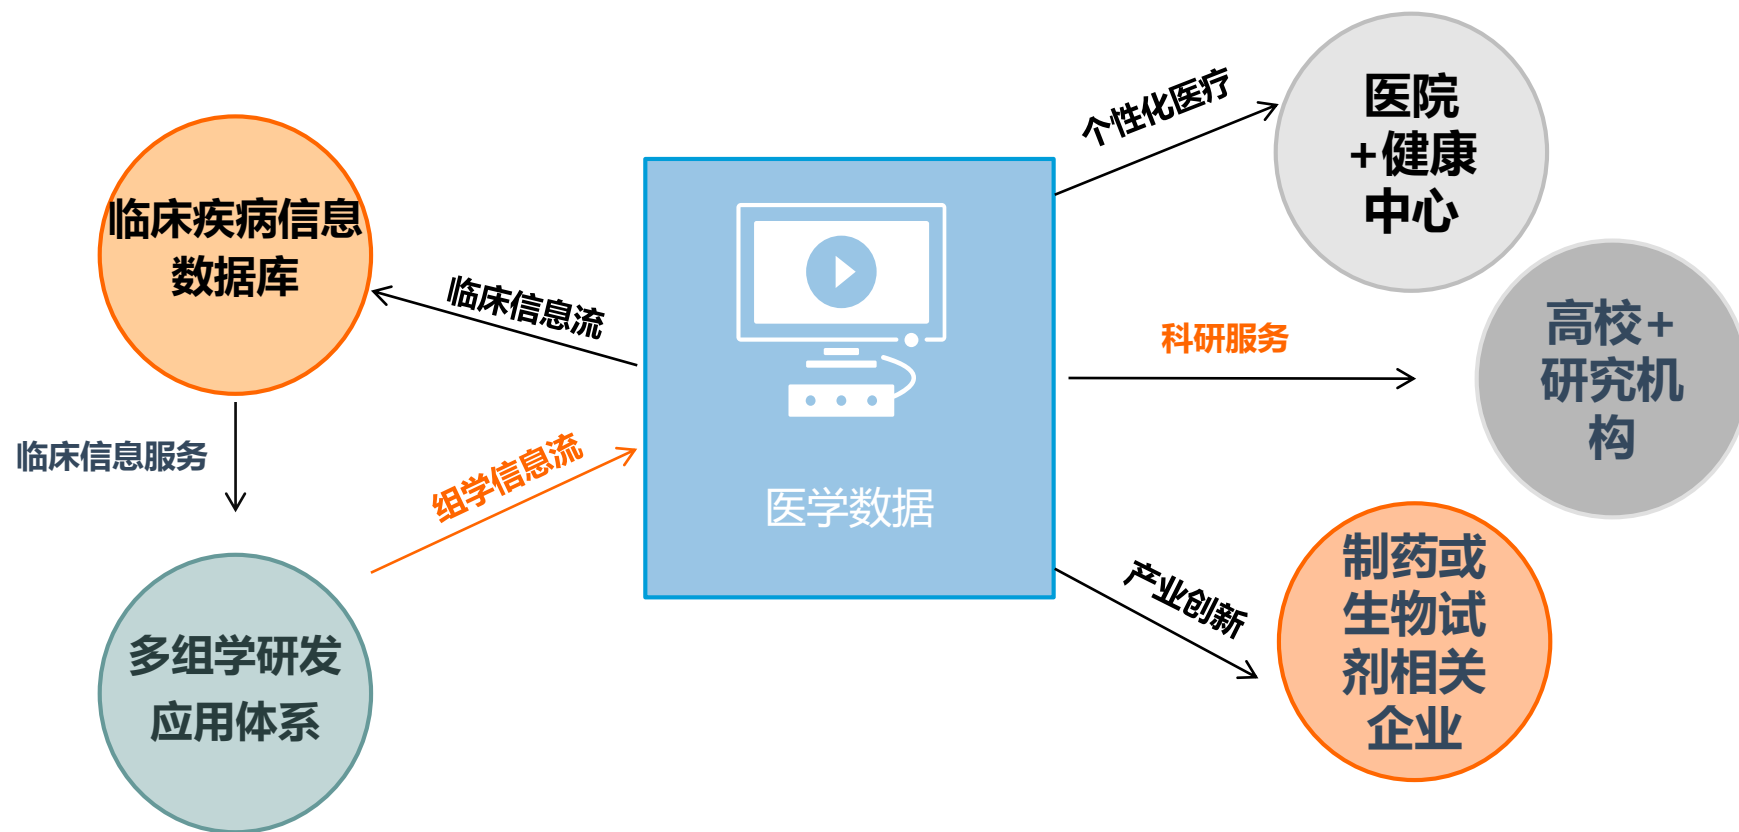 临床疾病信息
数据库
临床信息服务
多组学研发
应用体系
临床信息流
组学信息流
医学数据
个性化医疗
科研服务
产业创新
医院
+健康
中心
高校+
研究机
构
制药或
生物试
剂相关
企业